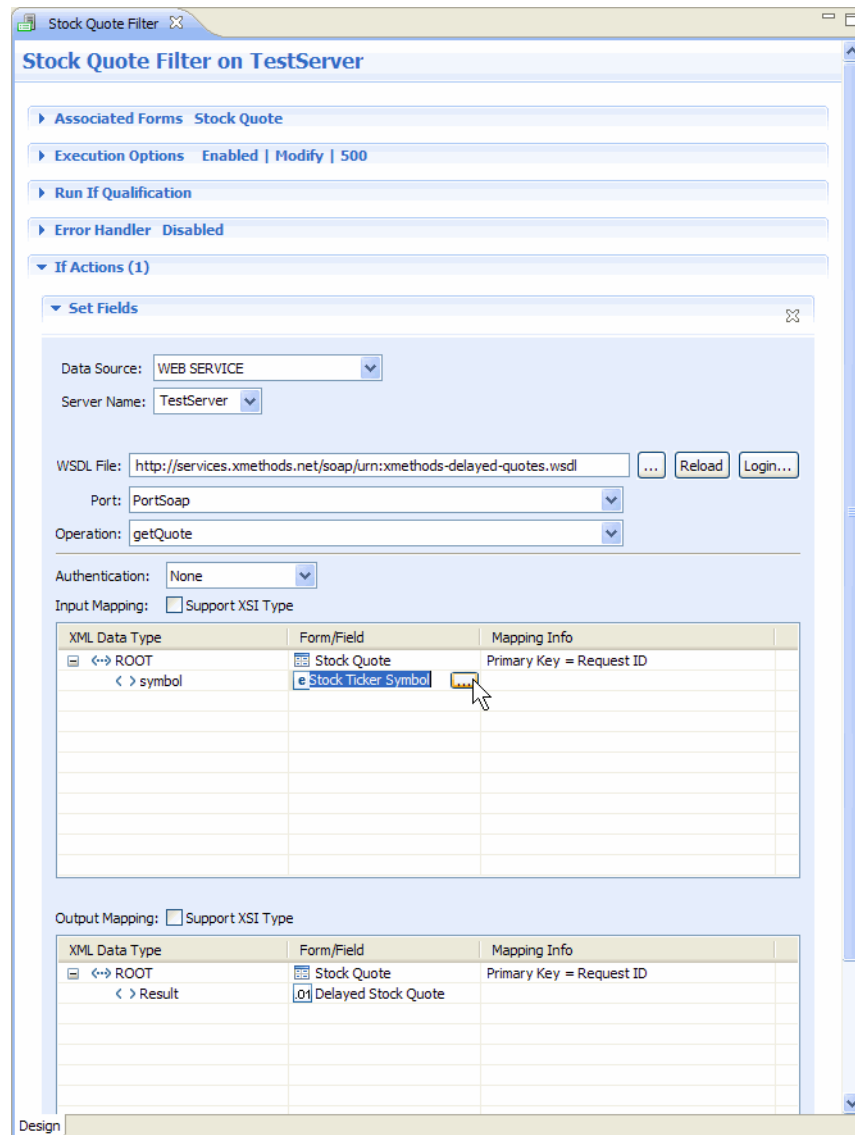 Stock Quote Filter
Stock Quote Filter on TestServer
Associated Forms Stock Quote
Execution Options Enabled | Modify | 500
Run If Qualification
Error Handler Disabled
If Actions (1)
Set Fields
Data Source: WEB SERVICE
Server Name: TestServer
WSDL File: http://services.xmethods.net/soap/urn:xmethods-delayed-quotes.wsdl ... Reload Login...
Port: PortSoap
Operation: getQuote
Authentication: None
Input Mapping: Support XSI Type
XML Data Type Form/Field Mapping Info
ROOT Stock Quote Primary Key = Request ID
symbol e Stock Ticker Symbol ...
Output Mapping: Support XSI Type
XML Data Type Form/Field Mapping Info
ROOT Stock Quote Primary Key = Request ID
Result .01 Delayed Stock Quote
Design